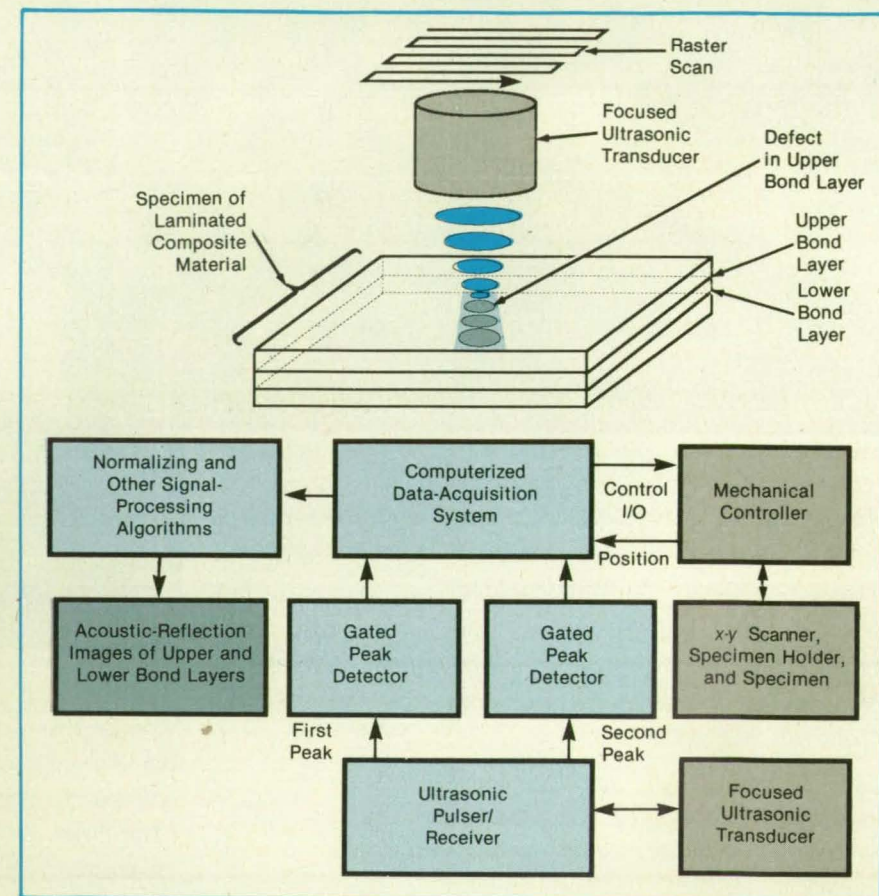 Raster
Scan
Focused
Ultrasonic
Transducer
Defect
in Upper
Bond Layer
Specimen of
Laminated
Composite
Material
Upper
Bond
Layer
Lower
Bond
Layer
Normalizing and
Other Signal-
Processing
Algorithms
Computerized
Data-Acquisition
System
Control
I/O
Position
Mechanical
Controller
Acoustic-Reflection
Images of Upper and
Lower Bond Layers
Gated
Peak
Detector
Gated
Peak
Detector
x-y Scanner,
Specimen Holder,
and Specimen
First
Peak
Second
Peak
Ultrasonic
Pulser/
Receiver
Focused
Ultrasonic
Transducer